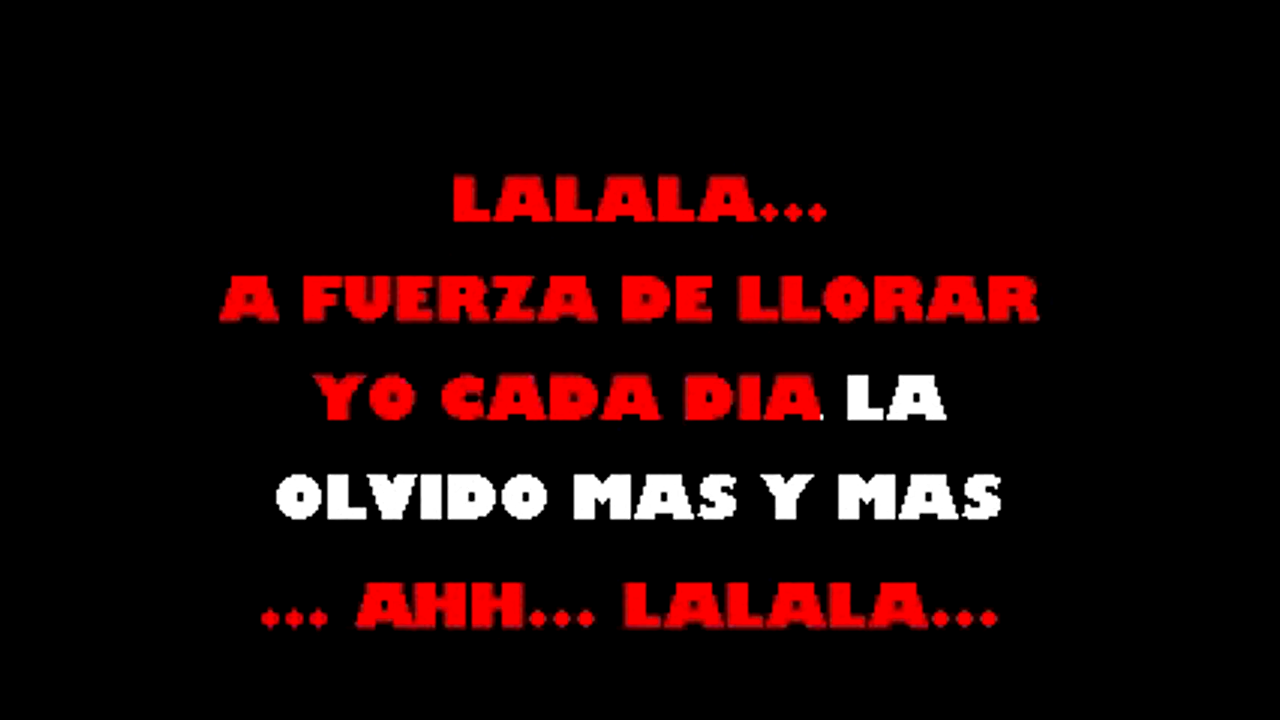 LALALA...
A FUERZA DE LLORAR
YO CADA DIA LA
OLVIDO MAS Y MAS
... AHH... LALALA...